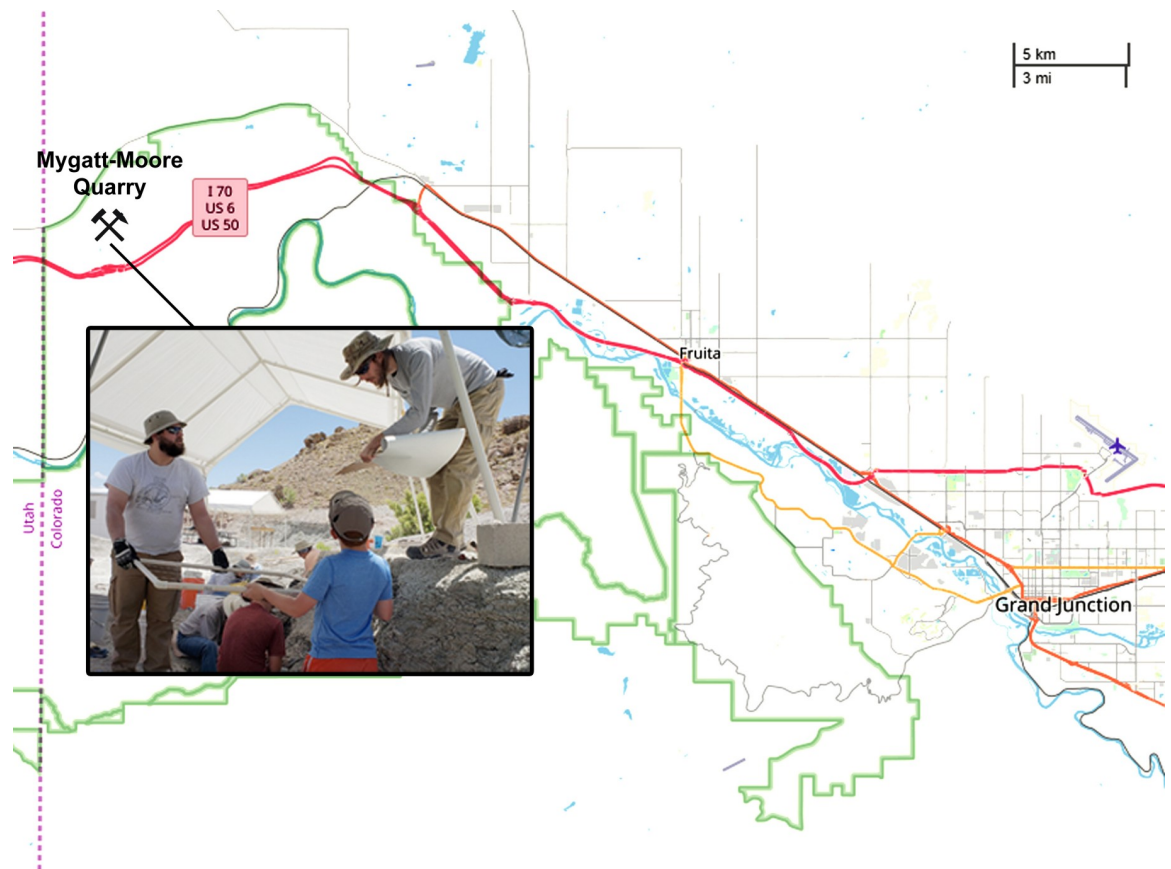 5 km
3 mi
Mygatt-Moore
Quarry
I 70
US 6
US 50
Fruita
Utah
Colorado
Grand Junction